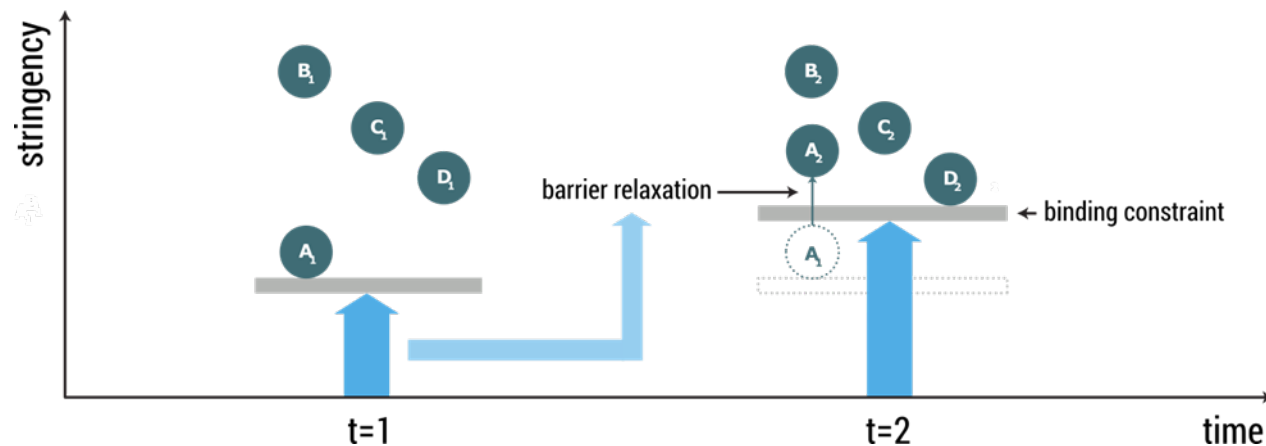 stringency
B₁
C₁
D₁
A₁
barrier relaxation
B₂
C₂
A₂
D₂
binding constraint
A₁
t=1
t=2
time